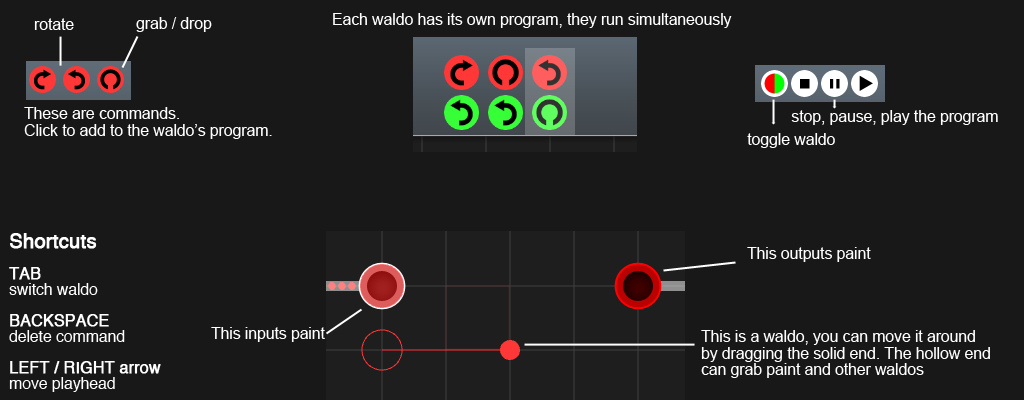 rotate
grab / drop
These are commands.
Click to add to the waldo's program.
Each waldo has its own program, they run simultaneously
stop, pause, play the program
toggle waldo
Shortcuts
TAB
switch waldo
BACKSPACE
delete command
LEFT / RIGHT arrow
move playhead
This inputs paint
This outputs paint
This is a waldo, you can move it around
by dragging the solid end. The hollow end
can grab paint and other waldos